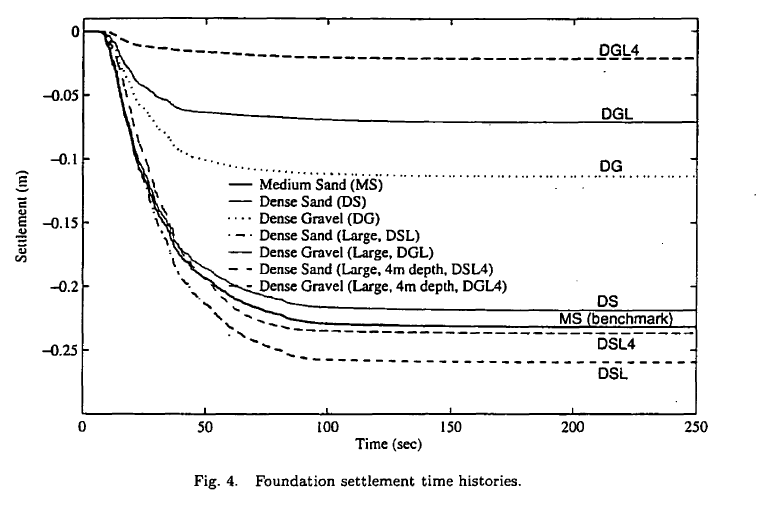 0
DGL4
−0.05
DGL
−0.1
DG
Medium Sand (MS)
Dense Sand (DS)
−0.15
Dense Gravel (DG)
Dense Sand (Large, DSL)
Dense Gravel (Large, DGL)
Dense Sand (Large, 4m depth, DSL4)
−0.2
Dense Gravel (Large, 4m depth, DGL4)
DS
MS (benchmark)
DSL4
−0.25
DSL
Settlement (m)
0 50 100 150 200 250
Time (sec)
Fig. 4. Foundation settlement time histories.